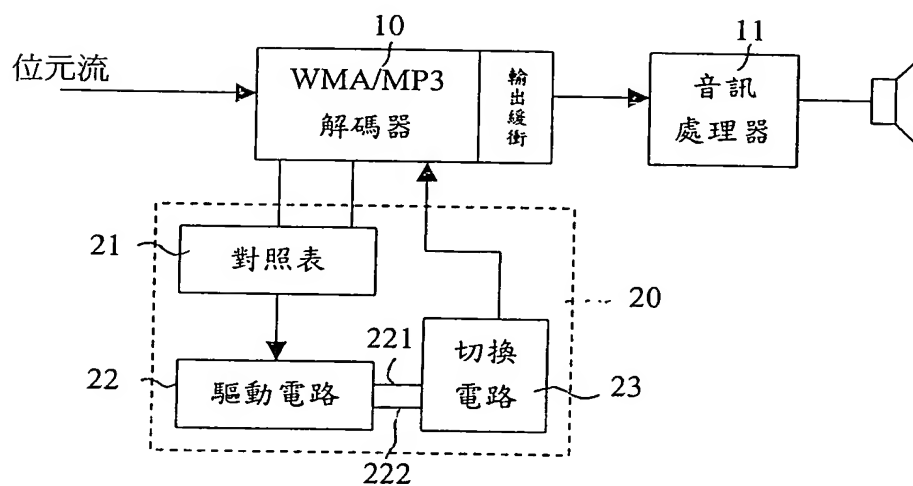 10
11
位元流
WMA/MP3
解碼器
輸出緩衝
音訊
處理器
21
對照表
20
22
驅動電路
221
222
切換
電路
23